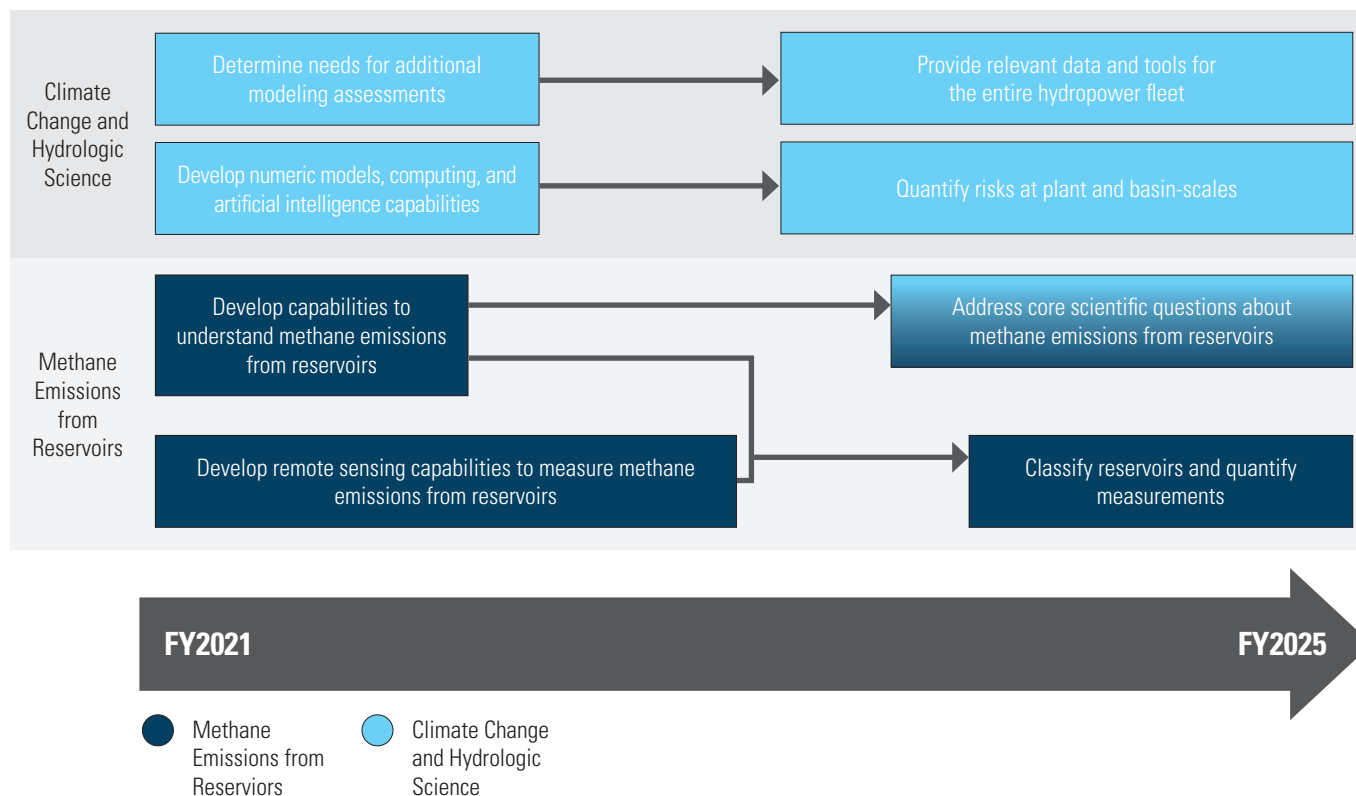 Climate
Change and
Hydrologic
Science
Determine needs for additional
modeling assessments
Provide relevant data and tools for
the entire hydropower fleet
Develop numeric models, computing, and
artificial intelligence capabilities
Quantify risks at plant and basin-scales
Methane
Emissions
from
Reservoirs
Develop capabilities to
understand methane emissions
from reservoirs
Address core scientific questions about
methane emissions from reservoirs
Develop remote sensing capabilities to measure methane
emissions from reservoirs
Classify reservoirs and quantify
measurements
FY2021
FY2025
Methane
Emissions from
Reserviors
Climate Change
and Hydrologic
Science